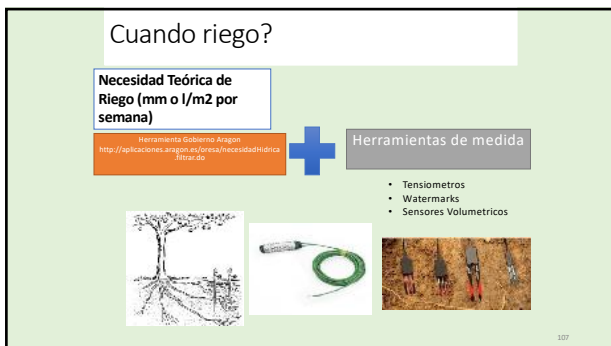 Cuando riego?
Necesidad Teórica de
Riego (mm o l/m2 por
semana)
Herramienta Gobierno Aragon
http://aplicaciones.aragon.es/oresa/necesidadHidrica
.filtrar.do
Herramientas de medida
• Tensiometros
• Watermarks
• Sensores Volumetricos
107